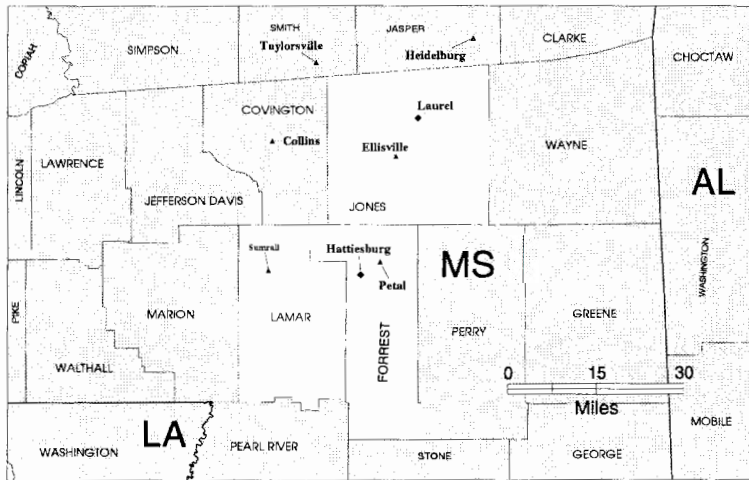 SMITH
JASPER
CLARKE
COPIAH
SIMPSON
Taylorsville
Heidelburg
CHOCTAW
COVINGTON
Laurel
LINCOLN
LAWRENCE
Collins
Ellisville
WAYNE
AL
JEFFERSON DAVIS
JONES
WASHINGTON
Sumrall
Hattiesburg
MS
Petal
PIKE
MARION
LAMAR
FORREST
PERRY
GREENE
WALTHALL
0 15 30
Miles
LA
WASHINGTON
PEARL RIVER
STONE
GEORGE
MOBILE